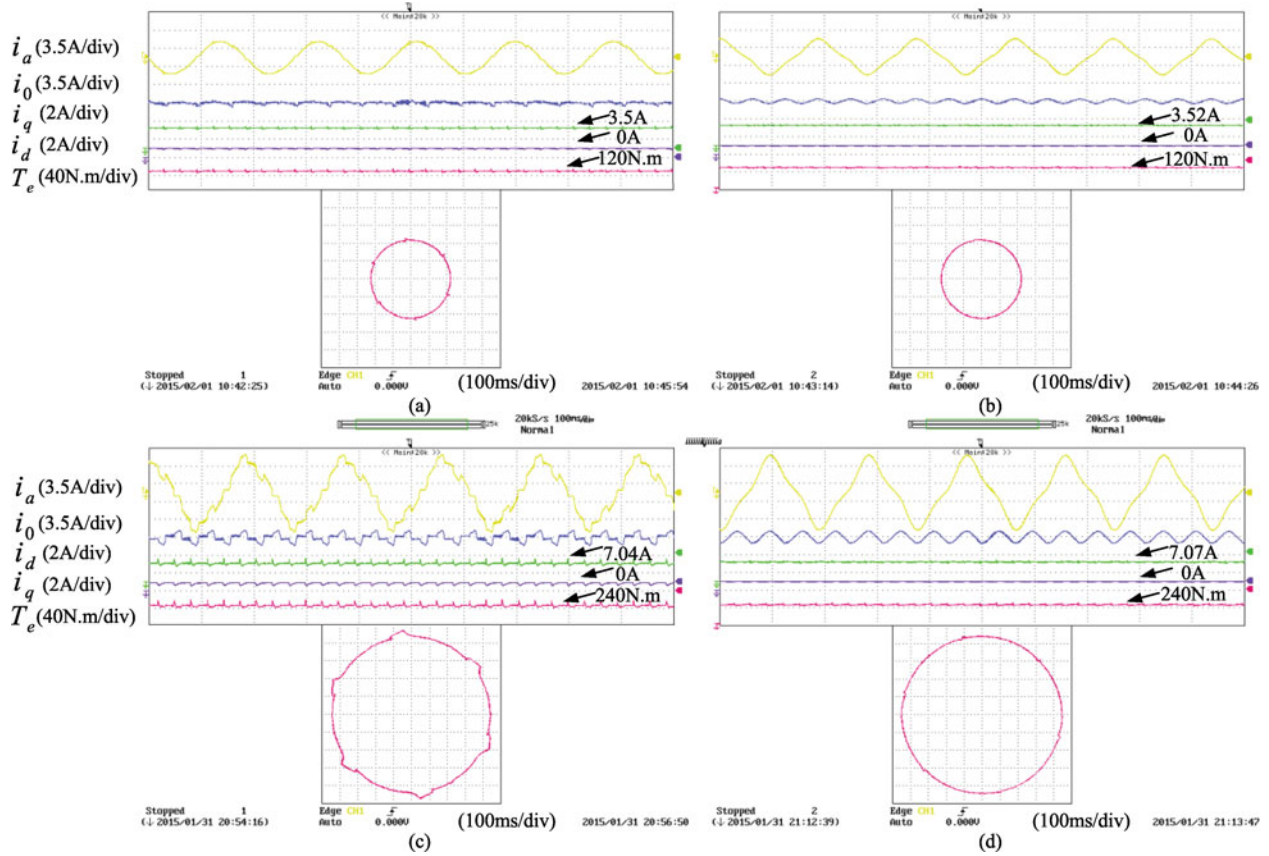 << Main:20k >>
<< Main:20k >>
i_a (3.5A/div)
i_0 (3.5A/div)
i_q (2A/div)
i_d (2A/div)
T_e (40N.m/div)
3.5A
0A
120N.m
3.52A
0A
120N.m
Stopped 1
(↓2015/02/01 10:42:25)
Edge CH1
Auto 0.000V
(100ms/div)
2015/02/01 10:45:54
Stopped 2
(↓2015/02/01 10:43:14)
Edge CH1
Auto 0.000V
(100ms/div)
2015/02/01 10:44:26
(a)
(b)
25k
20kS/s 100ms/div
Normal
25k
20kS/s 100ms/div
Normal
<< Main:20k >>
<< Main:20k >>
i_a (3.5A/div)
i_0 (3.5A/div)
i_d (2A/div)
i_q (2A/div)
T_e (40N.m/div)
7.04A
0A
240N.m
7.07A
0A
240N.m
Stopped 1
(↓2015/01/31 20:54:16)
Edge CH1
Auto 0.000V
(100ms/div)
2015/01/31 20:56:50
Stopped 2
(↓2015/01/31 21:12:39)
Edge CH1
Auto 0.000V
(100ms/div)
2015/01/31 21:13:47
(c)
(d)